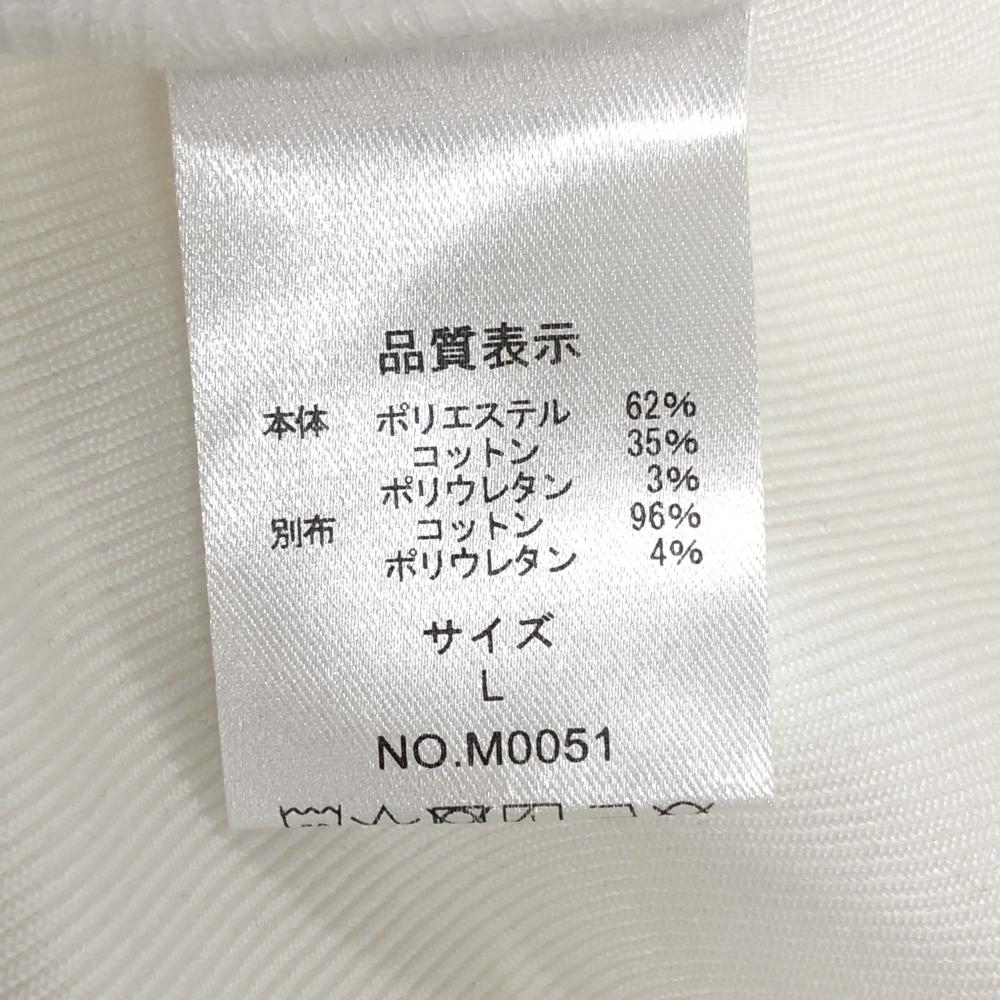 品質表示
本体 ポリエステル 62%
コットン 35%
ポリウレタン 3%
別布 コットン 96%
ポリウレタン 4%
サイズ
L
NO.M0051